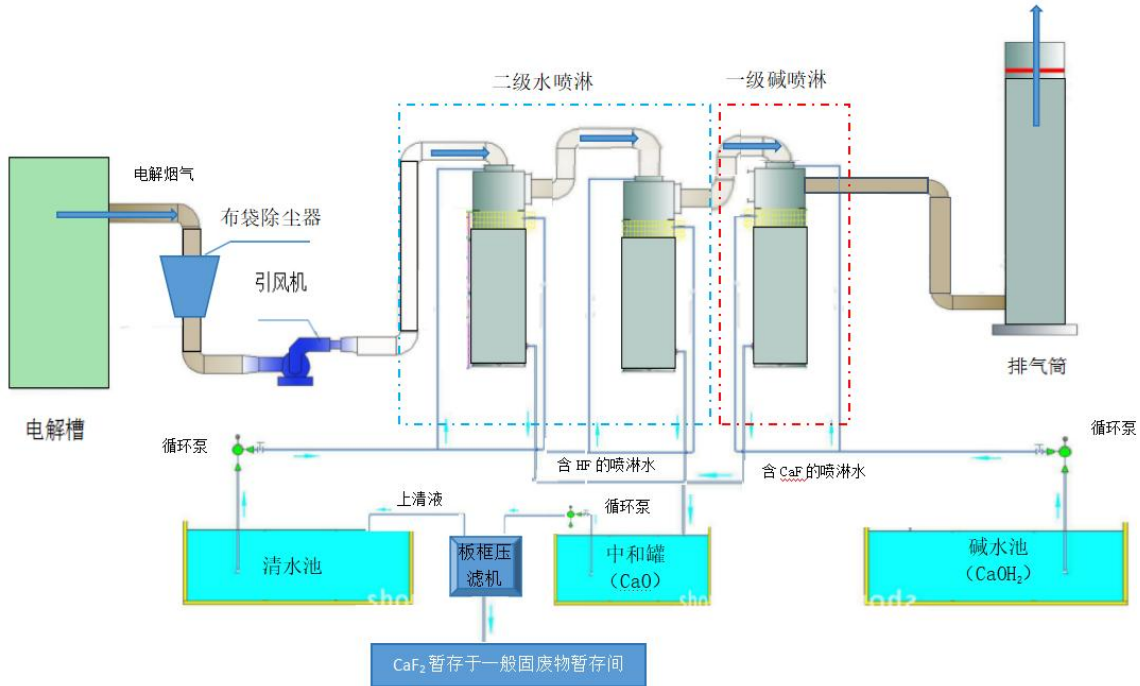 二级水喷淋
一级碱喷淋
电解烟气
布袋除尘器
引风机
电解槽
排气筒
循环泵
含 HF 的喷淋水
含 CaF 的喷淋水
循环泵
上清液
循环泵
清水池
板框压
滤机
中和罐
（CaO）
碱水池
（CaOH₂）
CaF₂ 暂存于一般固废物暂存间